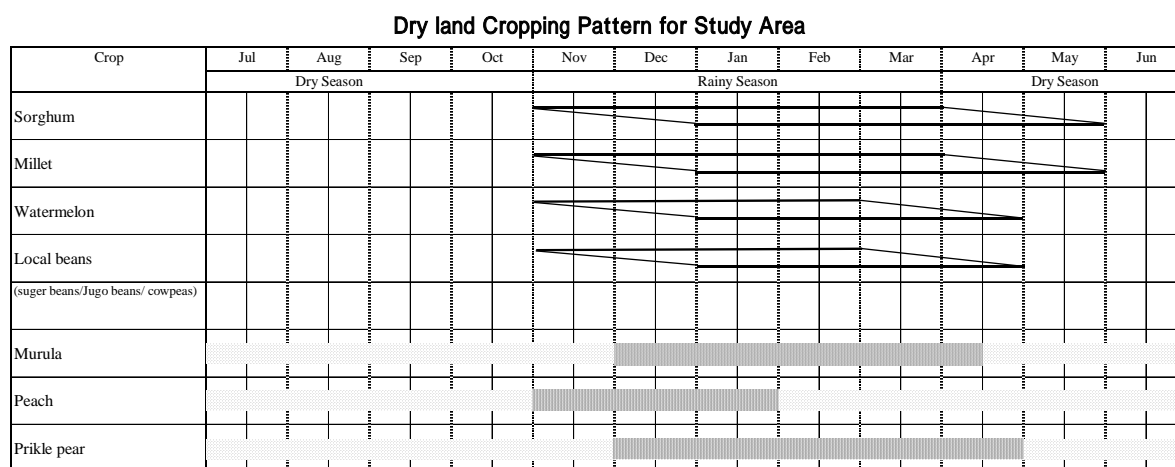 Dry land Cropping Pattern for Study Area
Crop Jul Aug Sep Oct Nov Dec Jan Feb Mar Apr May Jun
Dry Season Rainy Season Dry Season
Sorghum
Millet
Watermelon
Local beans
(suger beans/Jugo beans/ cowpeas)
Murula
Peach
Prikle pear